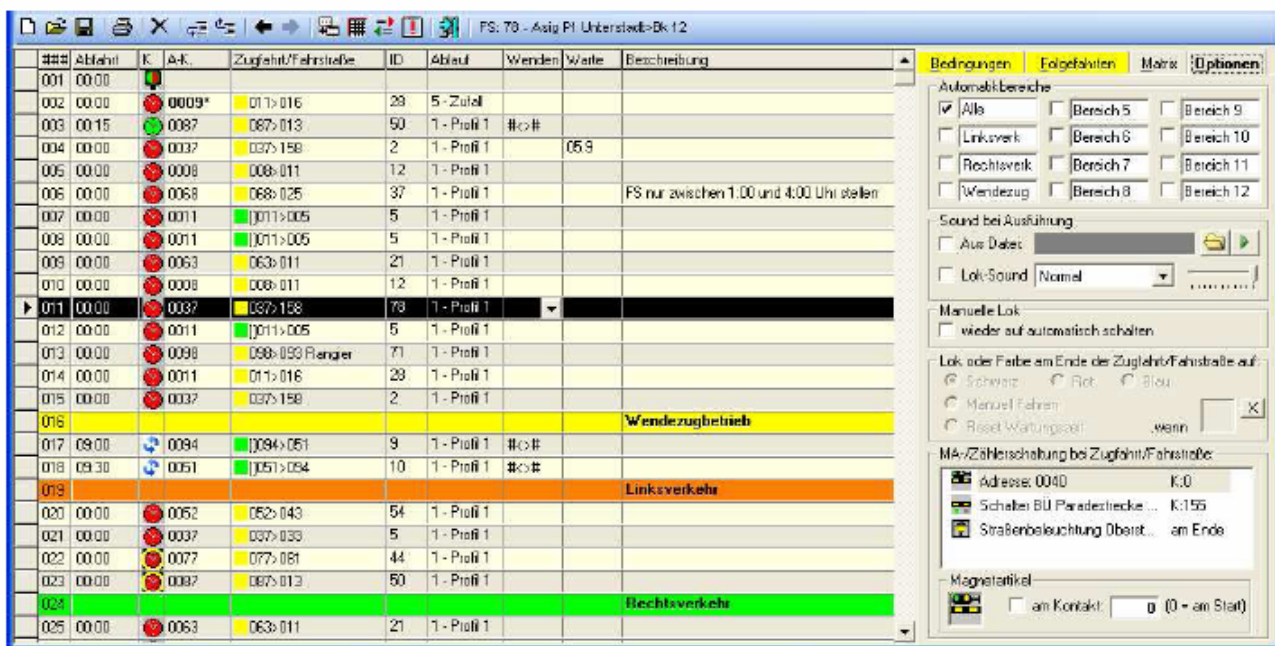 FS: 78 - Asig P1 Unterstadt>Bk 12
### Abfahrt K A-K. Zugfahrt/Fahrstraße ID Ablauf Wenden Warte Beschreibung
001 00:00
002 00:00 0009* 011>016 29 5 - Zufall
003 00:15 0087 087>013 50 1 - Profil 1 #<>#
004 00:00 0037 037>158 2 1 - Profil 1 05.9
005 00:00 0008 008>011 12 1 - Profil 1
006 00:00 0068 068>025 37 1 - Profil 1 FS nur zwischen 1:00 und 4:00 Uhr stellen
007 00:00 0011 []011>005 5 1 - Profil 1
008 00:00 0011 []011>005 5 1 - Profil 1
009 00:00 0063 063>011 21 1 - Profil 1
010 00:00 0008 008>011 12 1 - Profil 1
011 00:00 0037 037>158 78 1 - Profil 1
012 00:00 0011 []011>005 5 1 - Profil 1
013 00:00 0098 098>093 Rangier 71 1 - Profil 1
014 00:00 0011 011>016 29 1 - Profil 1
015 00:00 0037 037>158 2 1 - Profil 1
016 Wendezugbetrieb
017 09:00 0094 []094>051 9 1 - Profil 1 #<>#
018 09:30 0051 []051>094 10 1 - Profil 1 #<>#
019 Linksverkehr
020 00:00 0052 052>043 54 1 - Profil 1
021 00:00 0037 037>033 5 1 - Profil 1
022 00:00 0077 077>081 44 1 - Profil 1
023 00:00 0087 087>013 50 1 - Profil 1
024 Rechtsverkehr
025 00:00 0063 063>011 21 1 - Profil 1
Bedingungen Folgefahrten Matrix Optionen
Automatikbereiche
Alle Bereich 5 Bereich 9
Linksverk Bereich 6 Bereich 10
Rechtsverk Bereich 7 Bereich 11
Wendezug Bereich 8 Bereich 12
Sound bei Ausführung
Aus Datei:
Lok-Sound Normal
Manuelle Lok
wieder auf automatisch schalten
Lok oder Farbe am Ende der Zugfahrt/Fahrstraße auf:
Schwarz Rot Blau
Manuell Fahren
Reset Wartungszeit .wenn X
MA-/Zählerschaltung bei Zugfahrt/Fahrstraße:
Adresse: 0040 K:0
Schalter BÜ Paradestrecke ... K:155
Straßenbeleuchtung Oberst... am Ende
Magnetartikel
am Kontakt: 0 (0 = am Start)